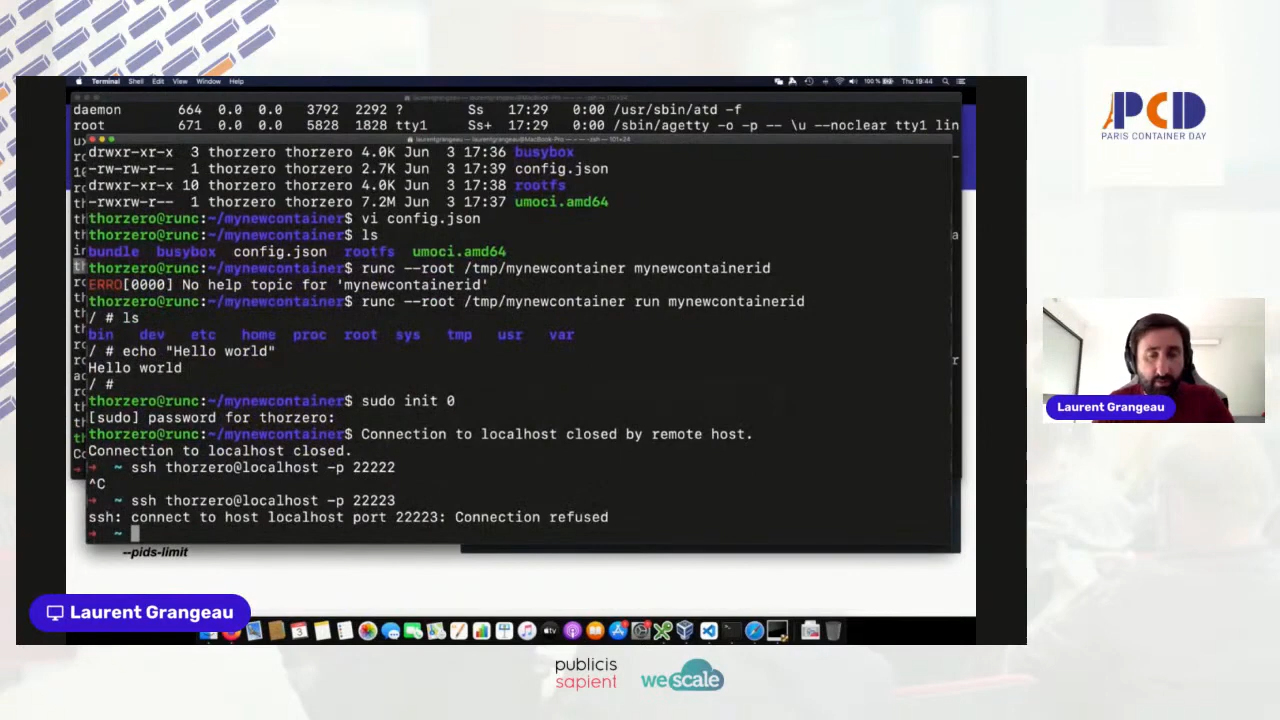 Terminal Shell Edit View Window Help
100 % Thu 19:44
daemon 664 0.0 0.0 3792 2292 ? Ss 17:29 0:00 /usr/sbin/atd -f
root 671 0.0 0.0 5828 1828 tty1 Ss+ 17:29 0:00 /sbin/agetty -o -p -- \u --noclear tty1 lin
drwxr-xr-x 3 thorzero thorzero 4.0K Jun 3 17:36 busybox
-rw-rw-r-- 1 thorzero thorzero 2.7K Jun 3 17:39 config.json
drwxr-xr-x 10 thorzero thorzero 4.0K Jun 3 17:38 rootfs
-rwxrw-r-- 1 thorzero thorzero 7.2M Jun 3 17:37 umoci.amd64
thorzero@runc:~/mynewcontainer$ vi config.json
thorzero@runc:~/mynewcontainer$ ls
bundle busybox config.json rootfs umoci.amd64
thorzero@runc:~/mynewcontainer$ runc --root /tmp/mynewcontainer mynewcontainerid
ERRO[0000] No help topic for 'mynewcontainerid'
thorzero@runc:~/mynewcontainer$ runc --root /tmp/mynewcontainer run mynewcontainerid
/ # ls
bin dev etc home proc root sys tmp usr var
/ # echo "Hello world"
Hello world
/ #
thorzero@runc:~/mynewcontainer$ sudo init 0
[sudo] password for thorzero:
thorzero@runc:~/mynewcontainer$ Connection to localhost closed by remote host.
Connection to localhost closed.
➜ ~ ssh thorzero@localhost -p 22222
^C
➜ ~ ssh thorzero@localhost -p 22223
ssh: connect to host localhost port 22223: Connection refused
➜ ~
--pids-limit
Laurent Grangeau
PCD
PARIS CONTAINER DAY
Laurent Grangeau
publicis
sapient
wescale